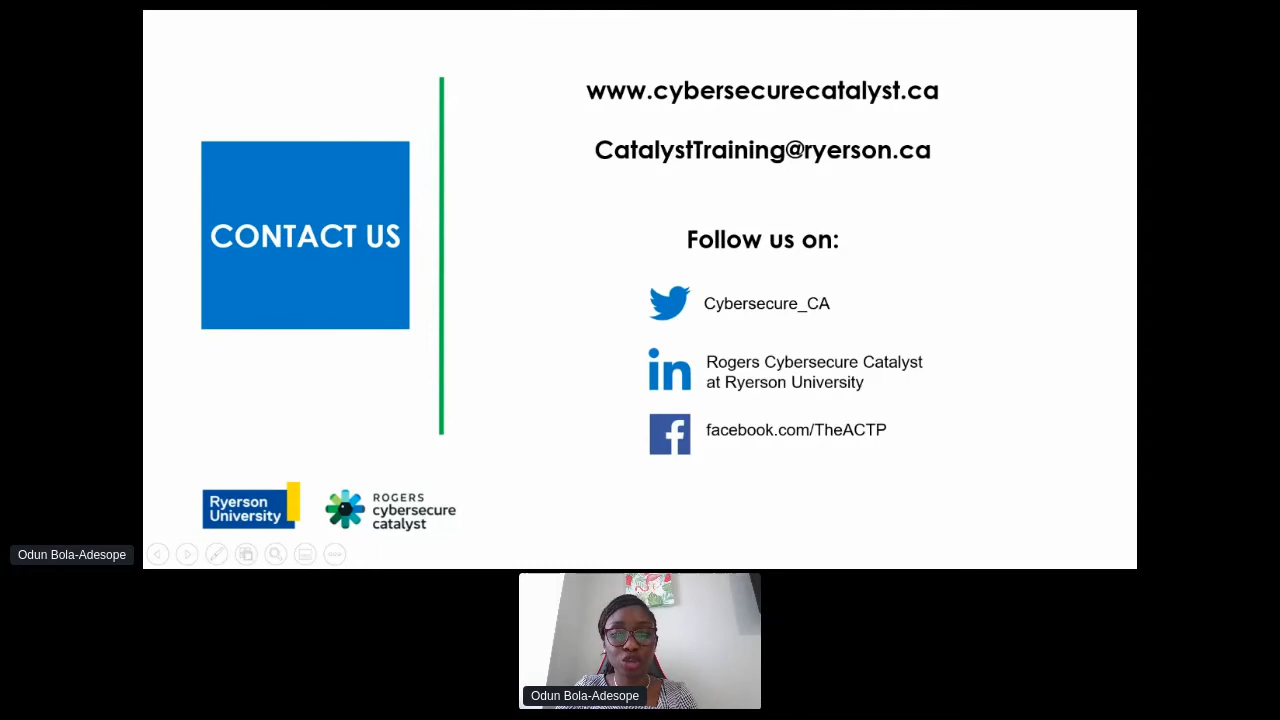 www.cybersecurecatalyst.ca
CatalystTraining@ryerson.ca
CONTACT US
Follow us on:
Cybersecure_CA
in
Rogers Cybersecure Catalyst
at Ryerson University
f
facebook.com/TheACTP
Ryerson
University
ROGERS
cybersecure
catalyst
Odun Bola-Adesope
Odun Bola-Adesope